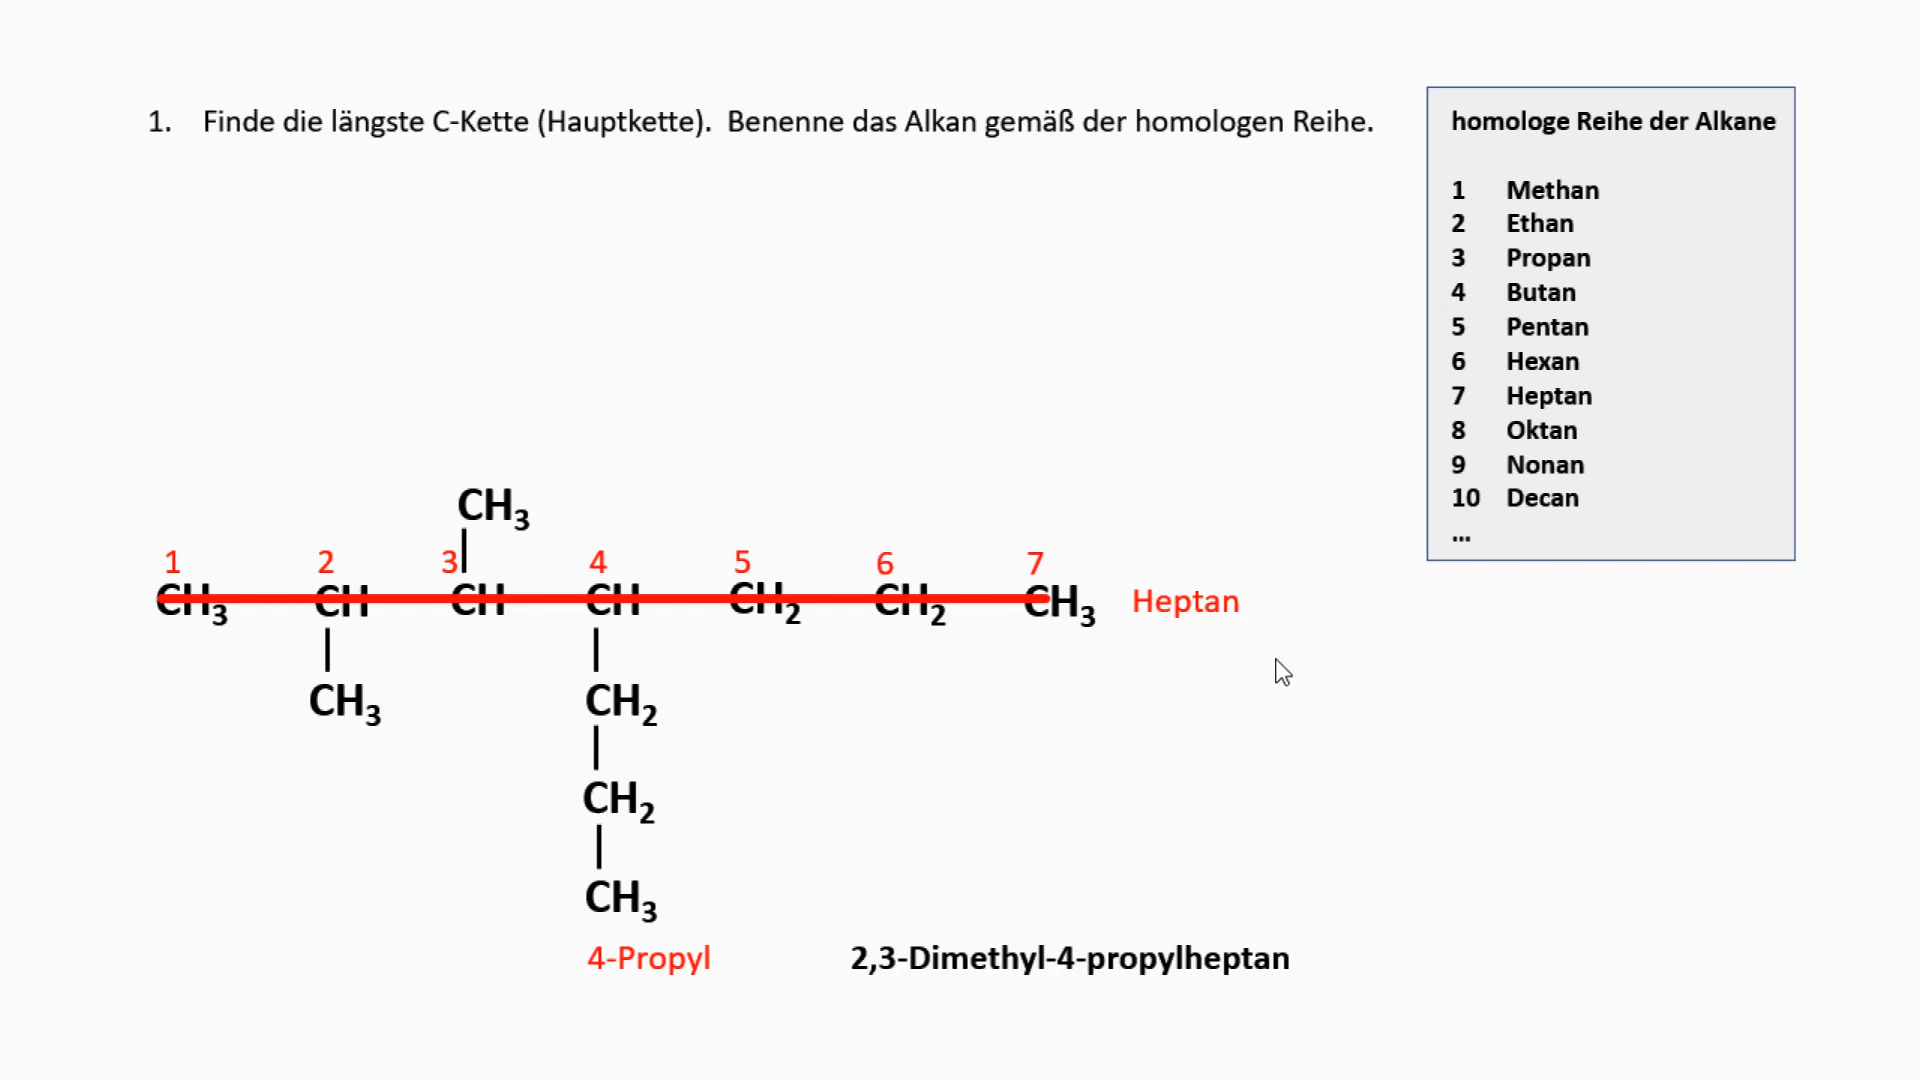 1. Finde die längste C-Kette (Hauptkette). Benenne das Alkan gemäß der homologen Reihe.
homologe Reihe der Alkane
1 Methan
2 Ethan
3 Propan
4 Butan
5 Pentan
6 Hexan
7 Heptan
8 Oktan
9 Nonan
10 Decan
...
CH₃
1 2 3 4 5 6 7
CH₃ CH CH CH CH₂ CH₂ CH₃ Heptan
CH₃ CH₂
CH₂
CH₃
4-Propyl 2,3-Dimethyl-4-propylheptan